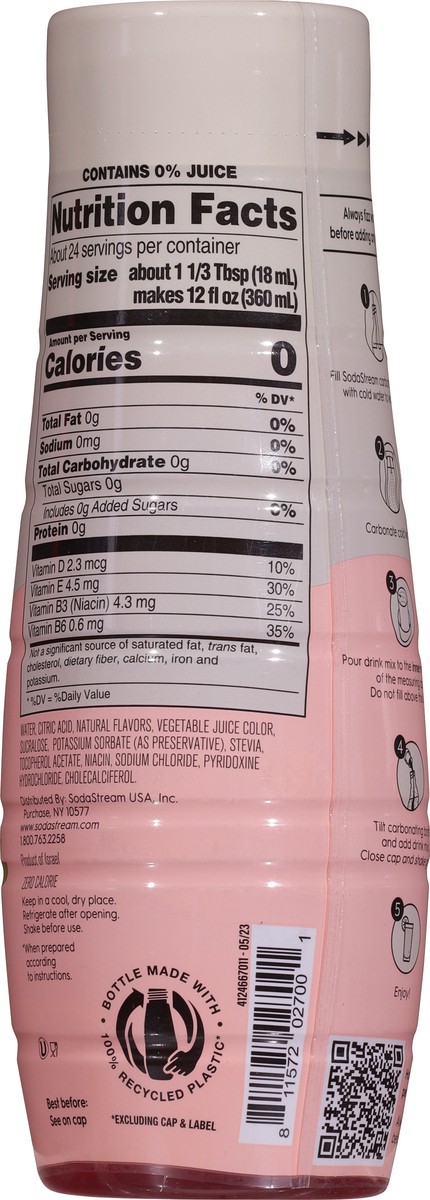 CONTAINS 0% JUICE
Nutrition Facts
About 24 servings per container
Serving size about 1 1/3 Tbsp (18 mL)
makes 12 fl oz (360 mL)
Amount per Serving
Calories 0
% DV*
Total Fat 0g 0%
Sodium 0mg 0%
Total Carbohydrate 0g 0%
Total Sugars 0g
Includes 0g Added Sugars 0%
Protein 0g
Vitamin D 2.3 mcg 10%
Vitamin E 4.5 mg 30%
Vitamin B3 (Niacin) 4.3 mg 25%
Vitamin B6 0.6 mg 35%
Not a significant source of saturated fat, trans fat,
cholesterol, dietary fiber, calcium, iron and
potassium.
*%DV = %Daily Value
WATER, CITRIC ACID, NATURAL FLAVORS, VEGETABLE JUICE COLOR,
SUCRALOSE, POTASSIUM SORBATE (AS PRESERVATIVE), STEVIA,
TOCOPHEROL ACETATE, NIACIN, SODIUM CHLORIDE, PYRIDOXINE
HYDROCHLORIDE, CHOLECALCIFEROL.
Distributed By: SodaStream USA, Inc.
Purchase, NY 10577
www.sodastream.com
1.800.763.2258
Product of Israel
ZERO CALORIE
Keep in a cool, dry place.
Refrigerate after opening.
Shake before use.
*When prepared
according
to instructions.
U
BOTTLE MADE WITH
100% RECYCLED PLASTIC*
*EXCLUDING CAP & LABEL
Best before:
See on cap
4124667011 - 05/23
8 11572 02700 1
Always fizz
before adding
1
Fill SodaStream
with cold water
2
Carbonate
3
Pour drink mix to the
of the measuring
Do not fill above
4
Tilt carbonating
and add drink
Close cap and
5
Enjoy!